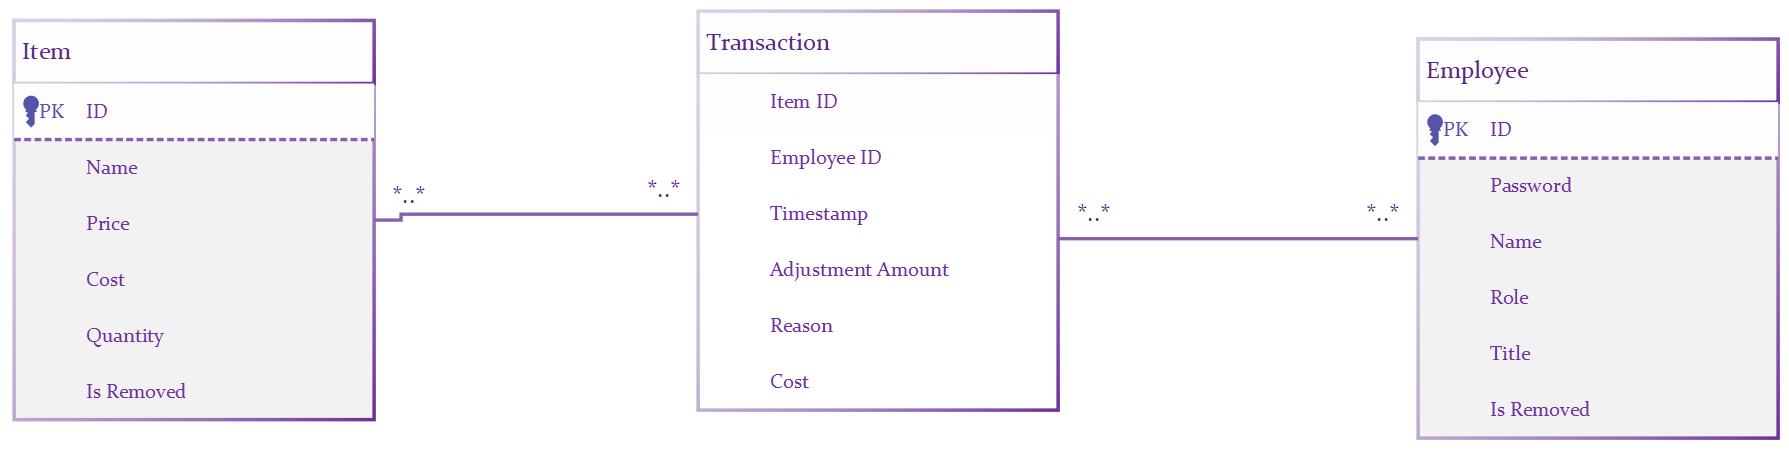 Item
PK ID
Name
Price
Cost
Quantity
Is Removed
*..*
*..*
Transaction
Item ID
Employee ID
Timestamp
Adjustment Amount
Reason
Cost
*..*
*..*
Employee
PK ID
Password
Name
Role
Title
Is Removed